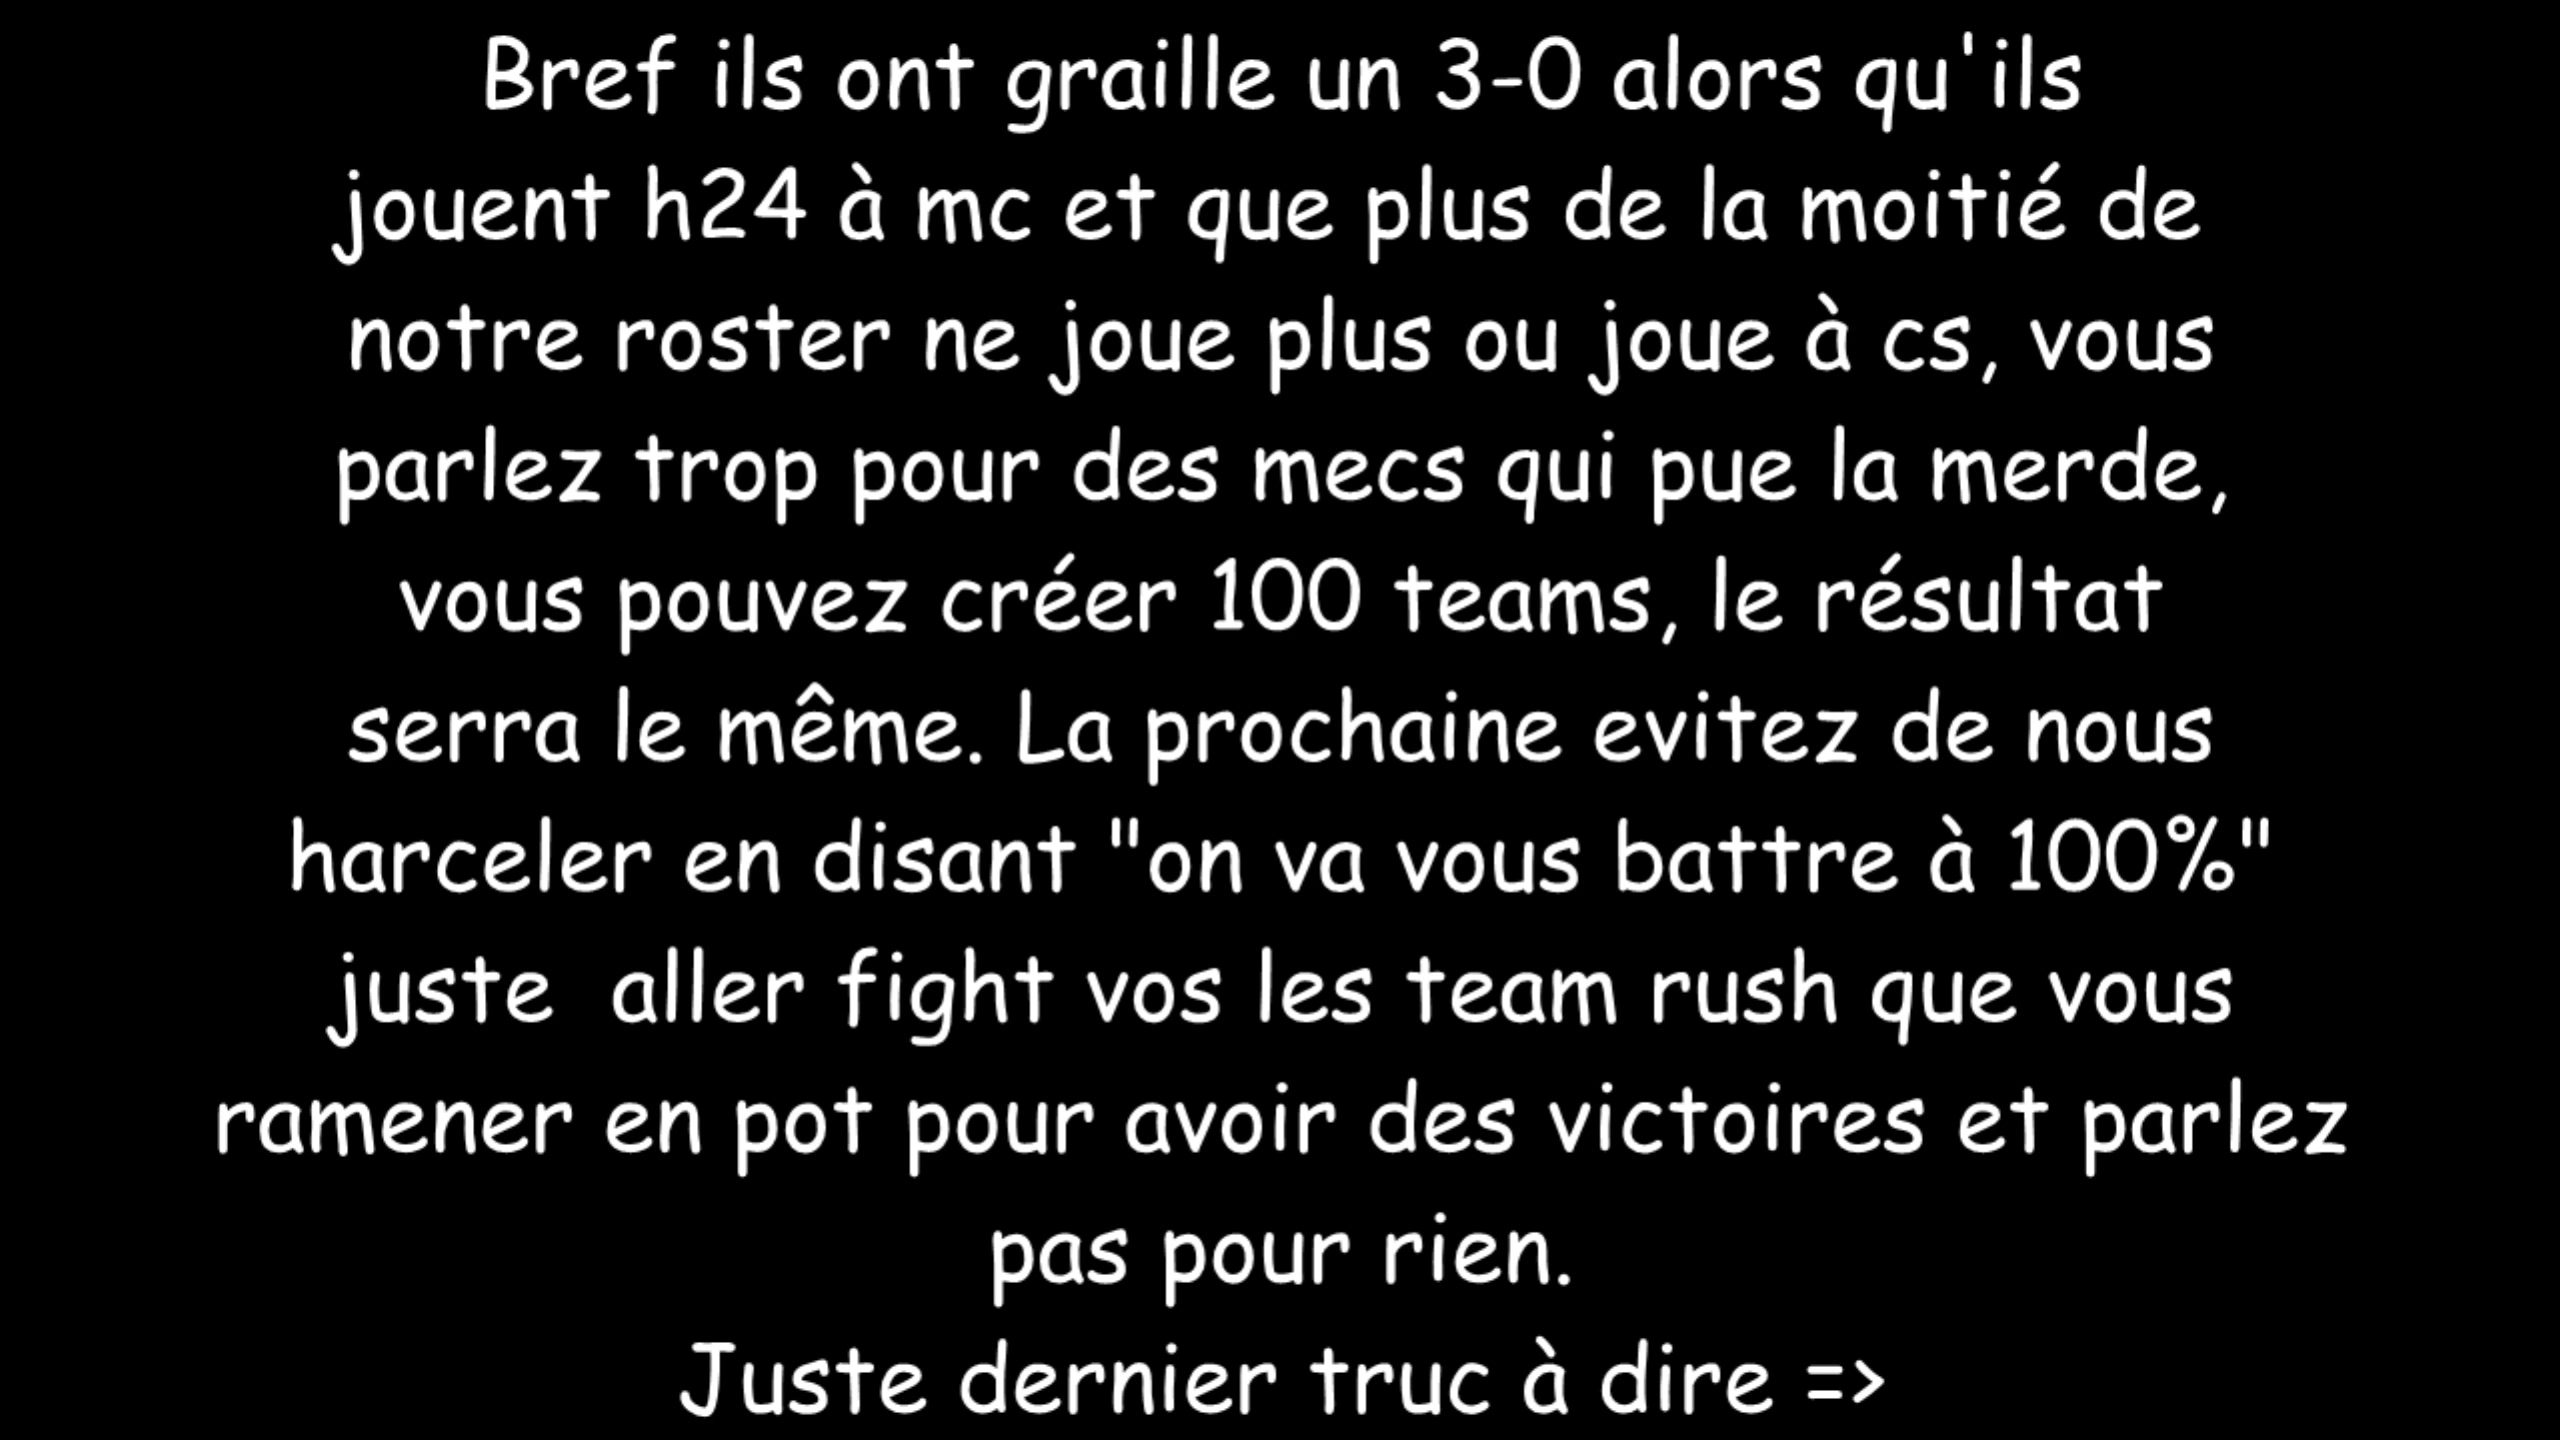 Bref ils ont graille un 3-0 alors qu'ils
jouent h24 à mc et que plus de la moitié de
notre roster ne joue plus ou joue à cs, vous
parlez trop pour des mecs qui pue la merde,
vous pouvez créer 100 teams, le résultat
serra le même. La prochaine evitez de nous
harceler en disant "on va vous battre à 100%"
juste  aller fight vos les team rush que vous
ramener en pot pour avoir des victoires et parlez
pas pour rien.
Juste dernier truc à dire =>